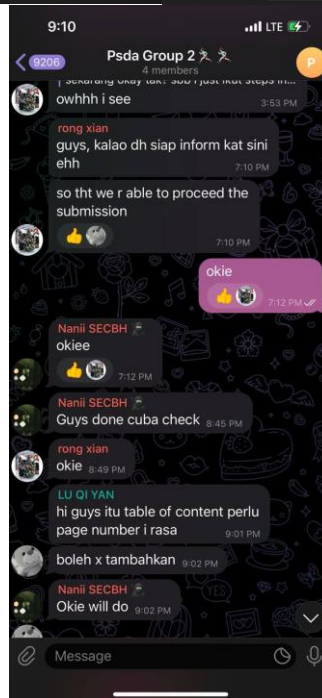 9:10
LTE
9206
Psda Group 2
4 members
P
owhhh i see
3:53 PM
rong xian
guys, kalao dh siap inform kat sini
ehh
7:10 PM
so tht we r able to proceed the
submission
7:10 PM
okie
7:12 PM
Nanii SECBH
okiee
7:12 PM
Nanii SECBH
Guys done cuba check 8:45 PM
rong xian
okie 8:49 PM
LU QI YAN
hi guys itu table of content perlu
page number i rasa
9:01 PM
boleh x tambahkan 9:02 PM
Nanii SECBH
Okie will do 9:02 PM
Message